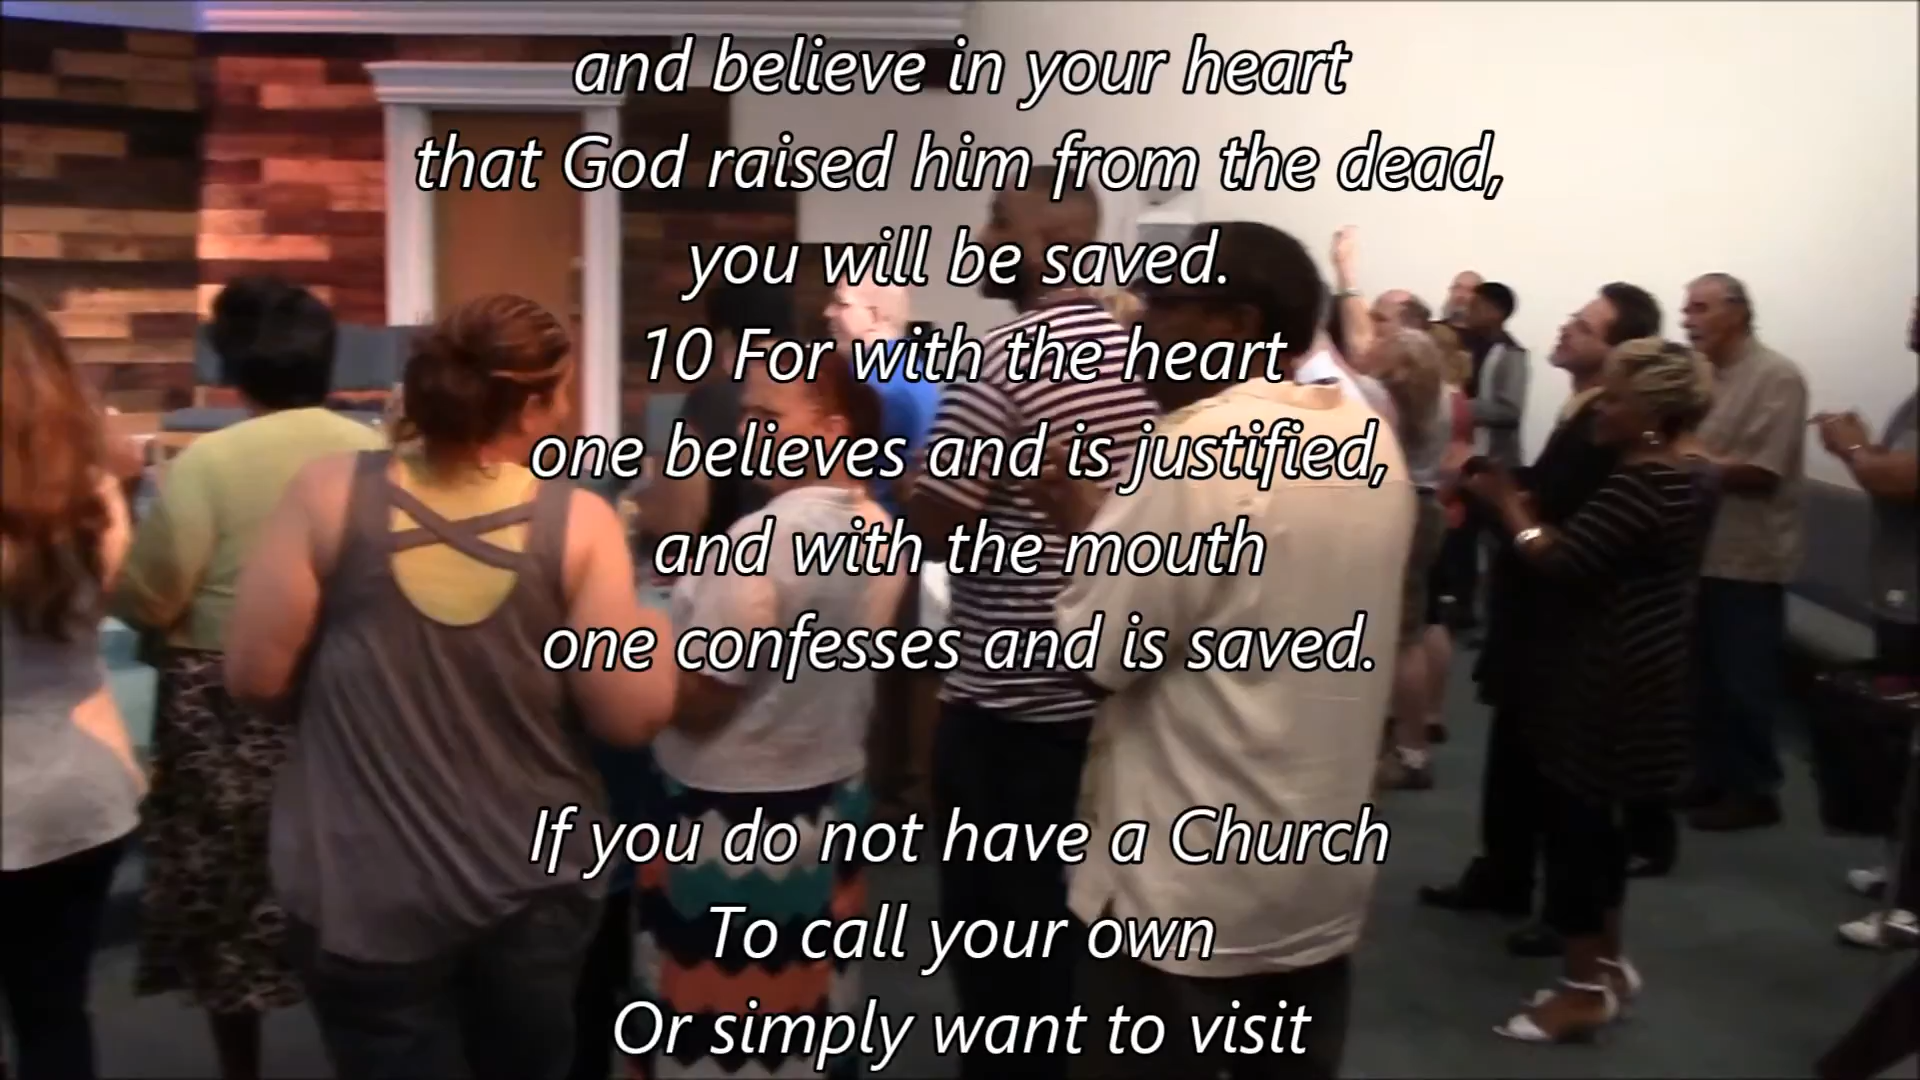 and believe in your heart
that God raised him from the dead,
you will be saved.
10 For with the heart
one believes and is justified,
and with the mouth
one confesses and is saved.
If you do not have a Church
To call your own
Or simply want to visit